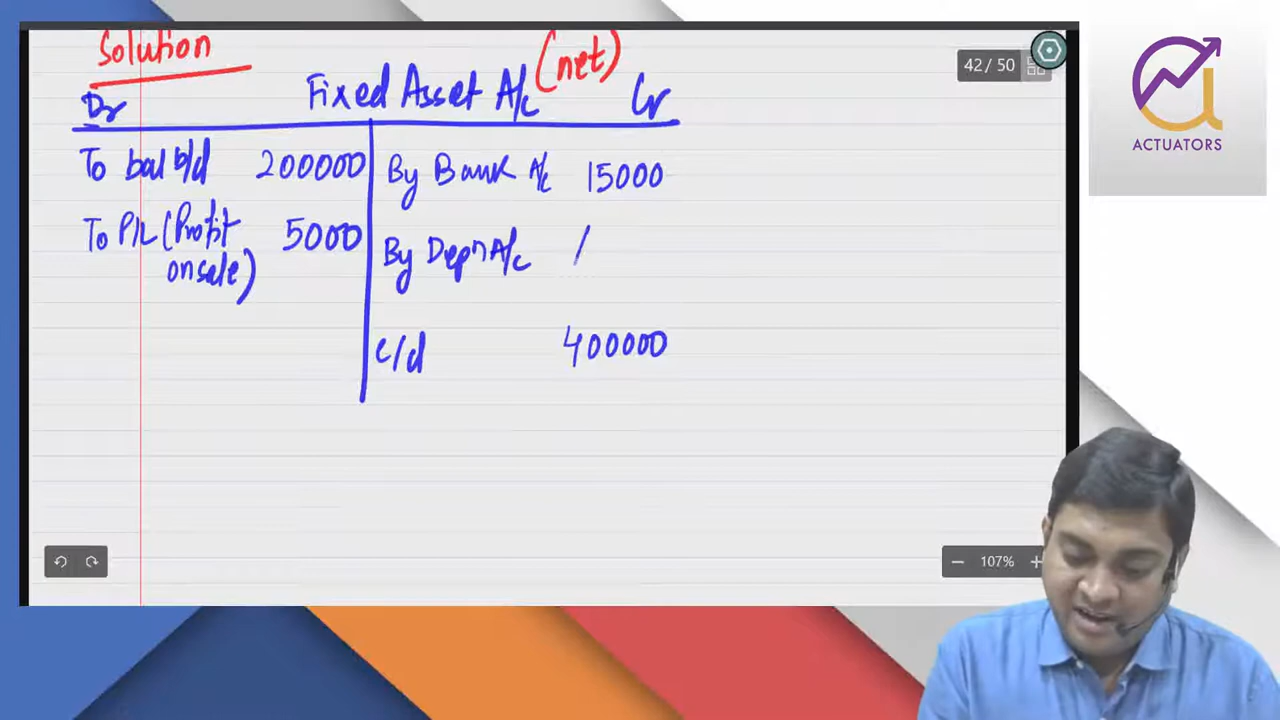 Solution
Fixed Asset A/c (net)
Dr
Cr
To bal b/d 200000
By Bank A/c 15000
To P/L (Profit on sale) 5000
By Depn A/c
c/d 400000
42 / 50
107%
ACTUATORS